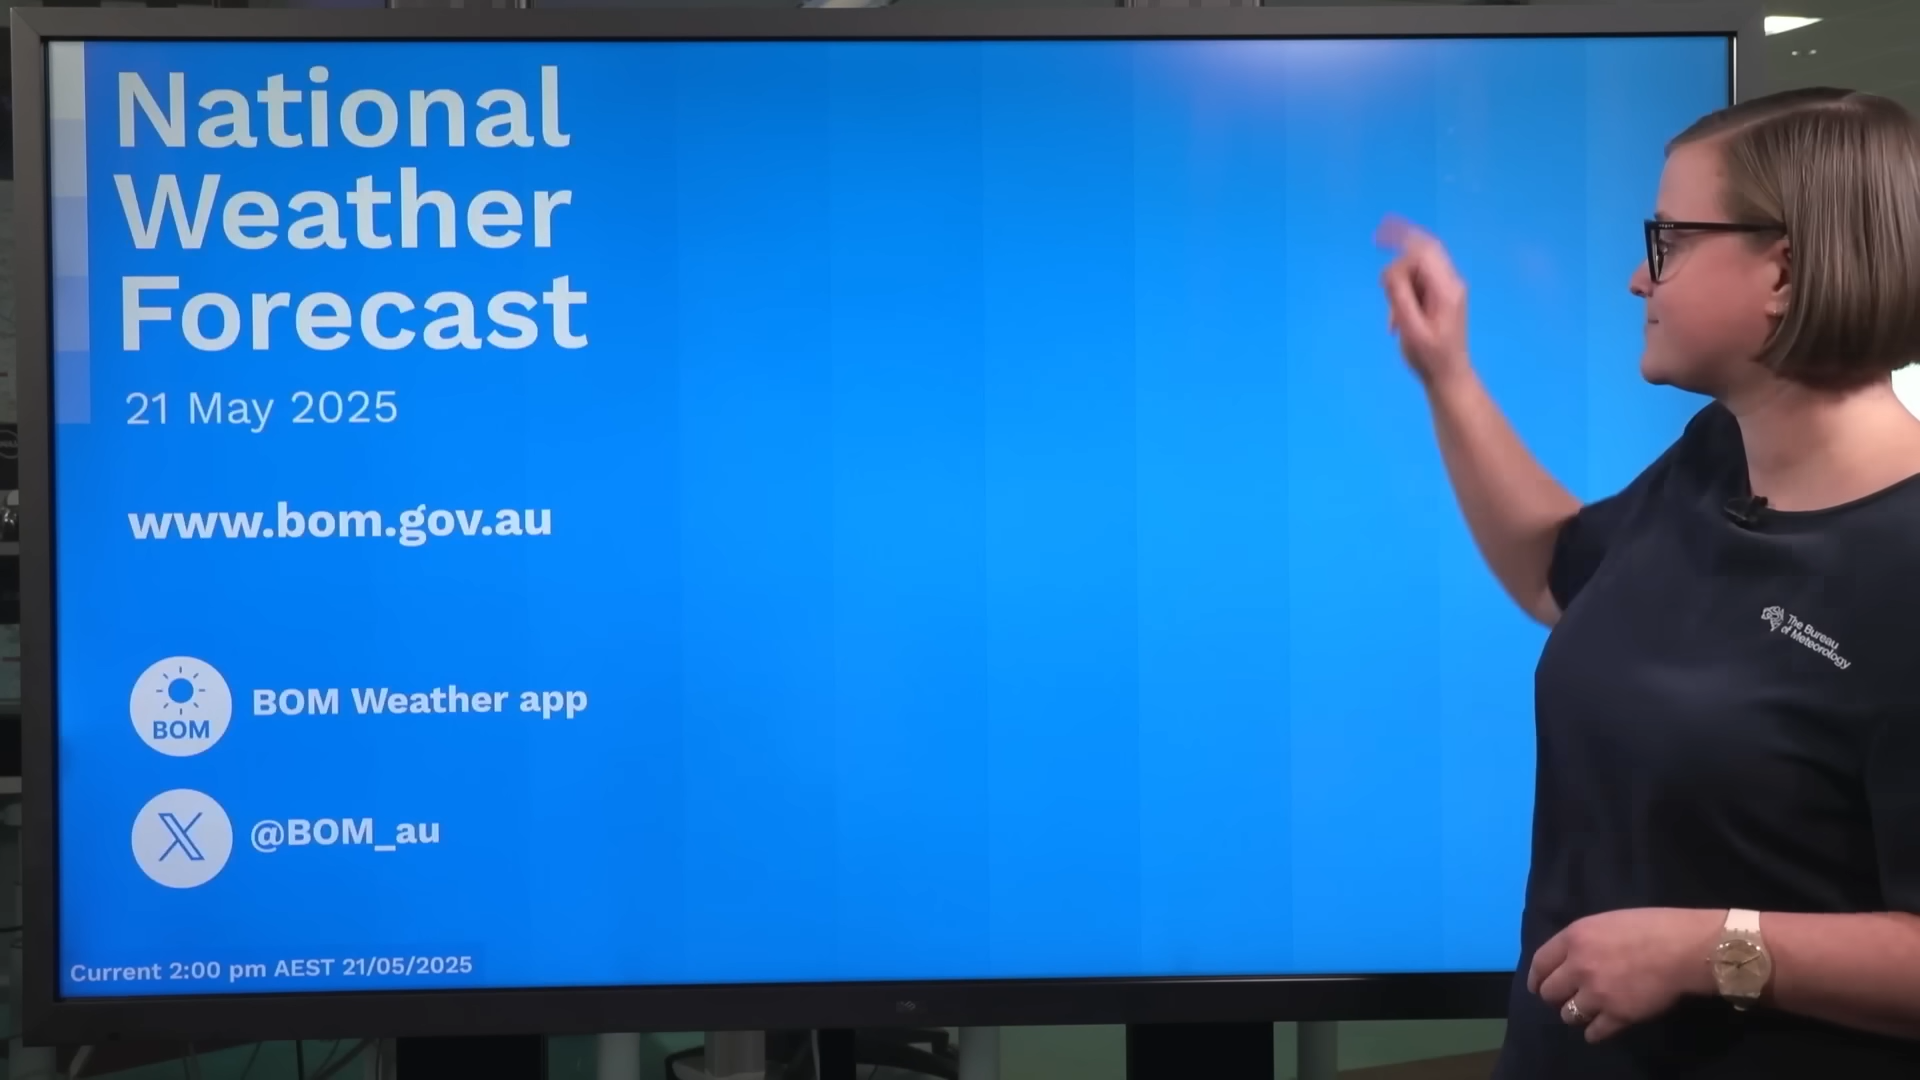 National
Weather
Forecast
21 May 2025
www.bom.gov.au
BOM
BOM Weather app
@BOM_au
Current 2:00 pm AEST 21/05/2025
The Bureau
of Meteorology